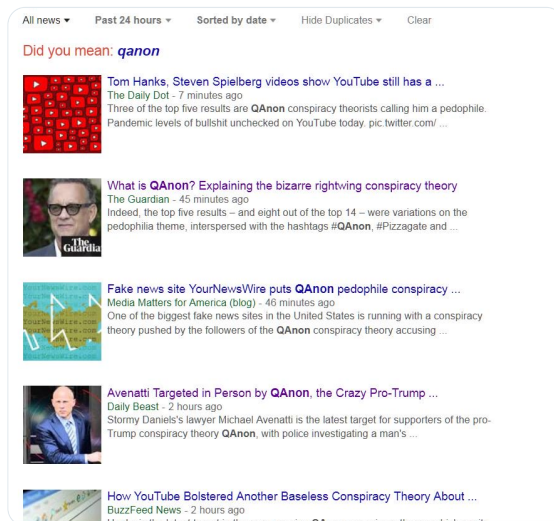 All news ▾ Past 24 hours ▾ Sorted by date ▾ Hide Duplicates ▾ Clear
Did you mean: qanon
Tom Hanks, Steven Spielberg videos show YouTube still has a ...
The Daily Dot - 7 minutes ago
Three of the top five results are QAnon conspiracy theorists calling him a pedophile.
Pandemic levels of bullshit unchecked on YouTube today. pic.twitter.com/ ...
What is QAnon? Explaining the bizarre rightwing conspiracy theory
The Guardian - 45 minutes ago
Indeed, the top five results – and eight out of the top 14 – were variations on the
pedophilia theme, interspersed with the hashtags #QAnon, #Pizzagate and ...
The
Guardia
Fake news site YourNewsWire puts QAnon pedophile conspiracy ...
Media Matters for America (blog) - 46 minutes ago
One of the biggest fake news sites in the United States is running with a conspiracy
theory pushed by the followers of the QAnon conspiracy theory accusing ...
Avenatti Targeted in Person by QAnon, the Crazy Pro-Trump ...
Daily Beast - 2 hours ago
Stormy Daniels's lawyer Michael Avenatti is the latest target for supporters of the pro-
Trump conspiracy theory QAnon, with police investigating a man's ...
How YouTube Bolstered Another Baseless Conspiracy Theory About ...
BuzzFeed News - 2 hours ago